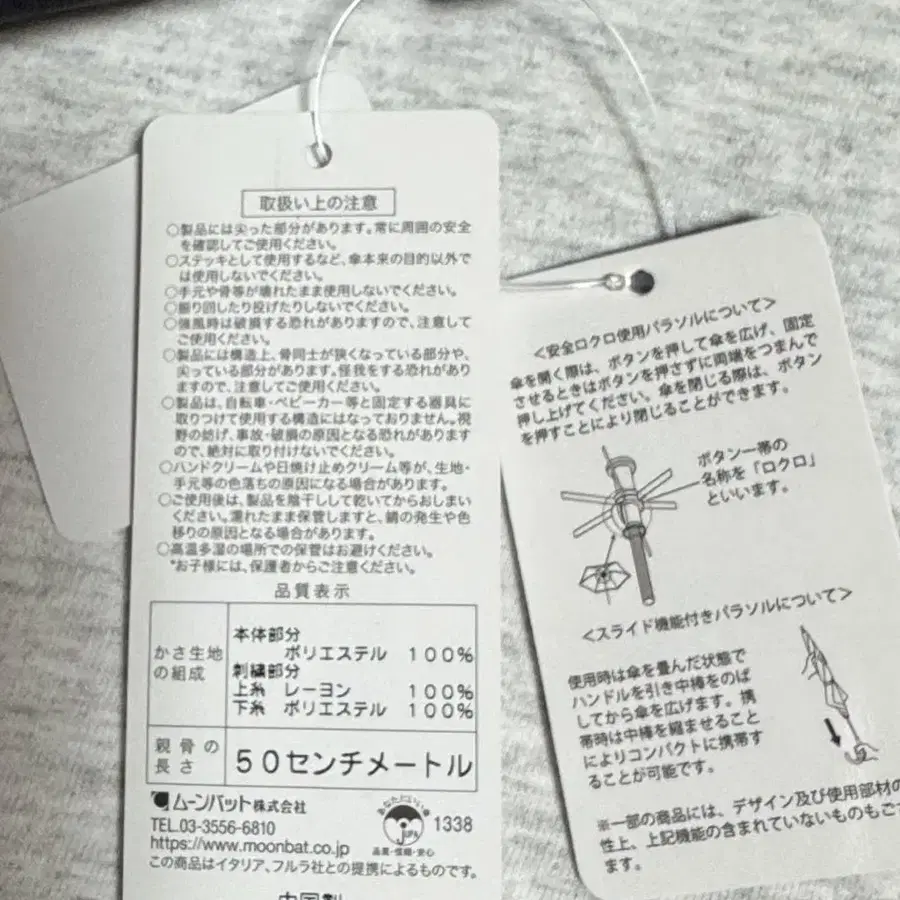 取扱い上の注意
○製品には尖った部分があります。常に周囲の安全
を確認してご使用ください。
○ステッキとして使用するなど、傘本来の目的以外で
は使用しないでください。
○手元や骨等が壊れたまま使用しないでください。
○振り回したり投げたりしないでください。
○強風時は破損する恐れがありますので、注意して
ご使用ください。
○製品には構造上、骨同士が狭くなっている部分や、
尖っている部分があります。怪我をする恐れがあり
ますので、注意してご使用ください。
○製品は、自転車・ベビーカー等と固定する器具に
取りつけて使用する構造にはなっておりません。視
野の妨げ、事故・破損の原因となる恐れがあります
ので、絶対に取り付けないでください。
○ハンドクリームや日焼け止めクリーム等が、生地・
手元等の色落ちの原因になる場合があります。
○ご使用後は、製品を陰干しして乾いてからおしまい
ください。濡れたまま保管しますと、錆の発生や色
移りの原因となる場合があります。
○高温多湿の場所での保管はお避けください。
*お子様には、保護者からご注意ください。
品質表示
かさ生地
の組成
本体部分
ポリエステル 100%
刺繍部分
上糸 レーヨン 100%
下糸 ポリエステル 100%
親骨の
長さ
50センチメートル
ムーンバット株式会社
TEL.03-3556-6810
https://www.moonbat.co.jp
JUPA
品質・信頼・安心
1338
この商品はイタリア、フルラ社との提携によるものです。
中国製
<安全ロクロ使用パラソルについて>
傘を開く際は、ボタンを押して傘を広げ、固定
させるときはボタンを押さずに両端をつまんで
押し上げてください。傘を閉じる際は、ボタン
を押すことにより閉じることができます。
ボタン一帯の
名称を「ロクロ」
といいます。
<スライド機能付きパラソルについて>
使用時は傘を畳んだ状態で
ハンドルを引き中棒をのば
してから傘を広げます。携
帯時は中棒を縮ませること
によりコンパクトに携帯す
ることが可能です。
※一部の商品には、デザイン及び使用部材の
性上、上記機能の含まれていないものもご
ます。